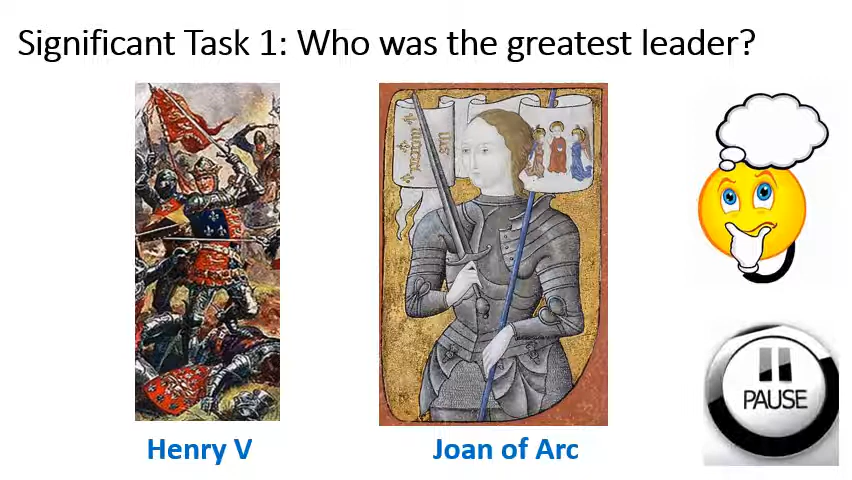 Significant Task 1: Who was the greatest leader?
PAUSE
Henry V
Joan of Arc